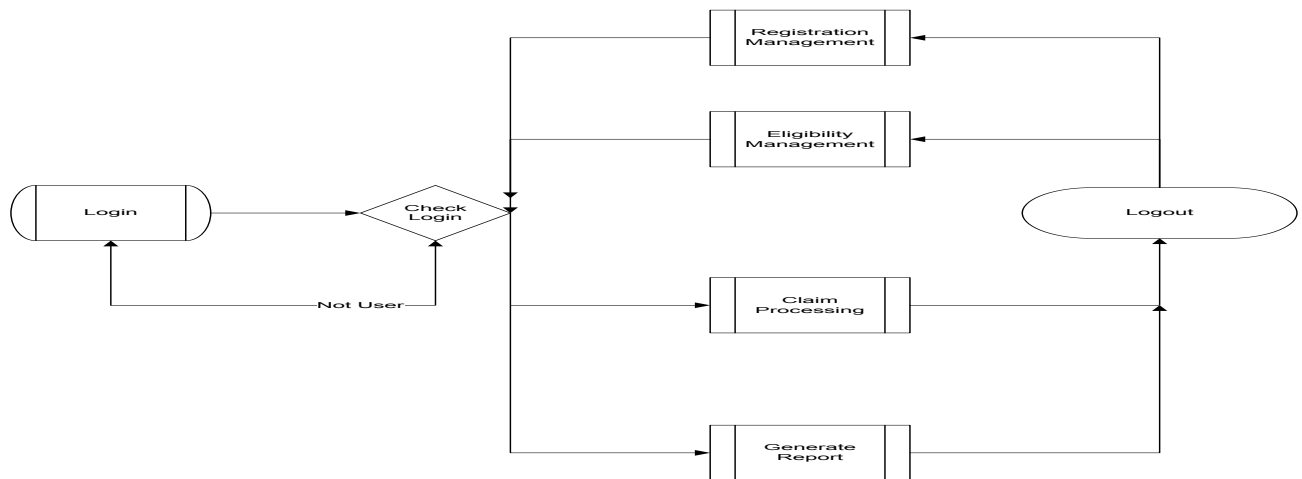 Registration
Management
Eligibility
Management
Login
Check
Login
Logout
Not User
Claim
Processing
Generate
Report